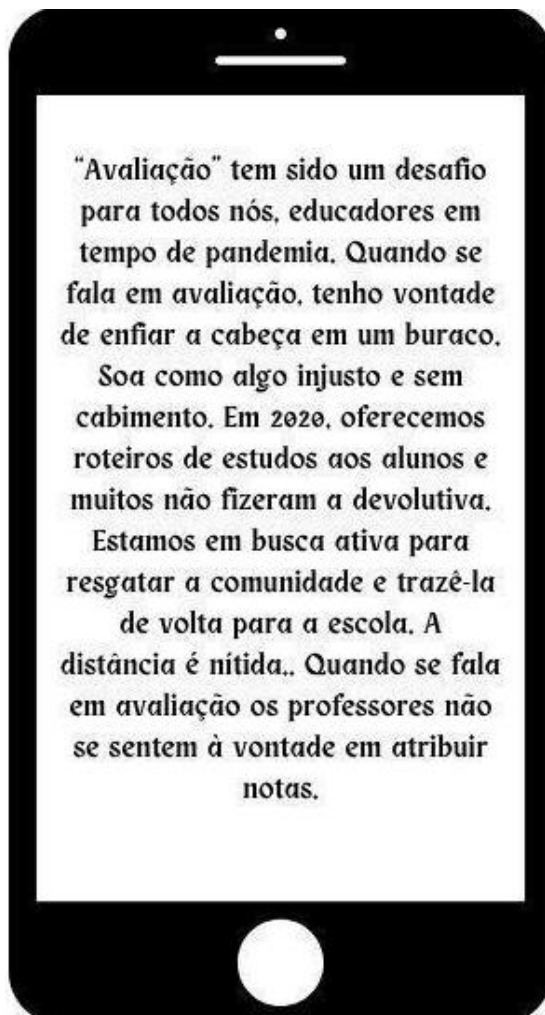 “Avaliação” tem sido um desafio
para todos nós, educadores em
tempo de pandemia. Quando se
fala em avaliação, tenho vontade
de enfiar a cabeça em um buraco.
Soa como algo injusto e sem
cabimento. Em 2020, oferecemos
roteiros de estudos aos alunos e
muitos não fizeram a devolutiva.
Estamos em busca ativa para
resgatar a comunidade e trazê-la
de volta para a escola. A
distância é nítida.. Quando se fala
em avaliação os professores não
se sentem à vontade em atribuir
notas.